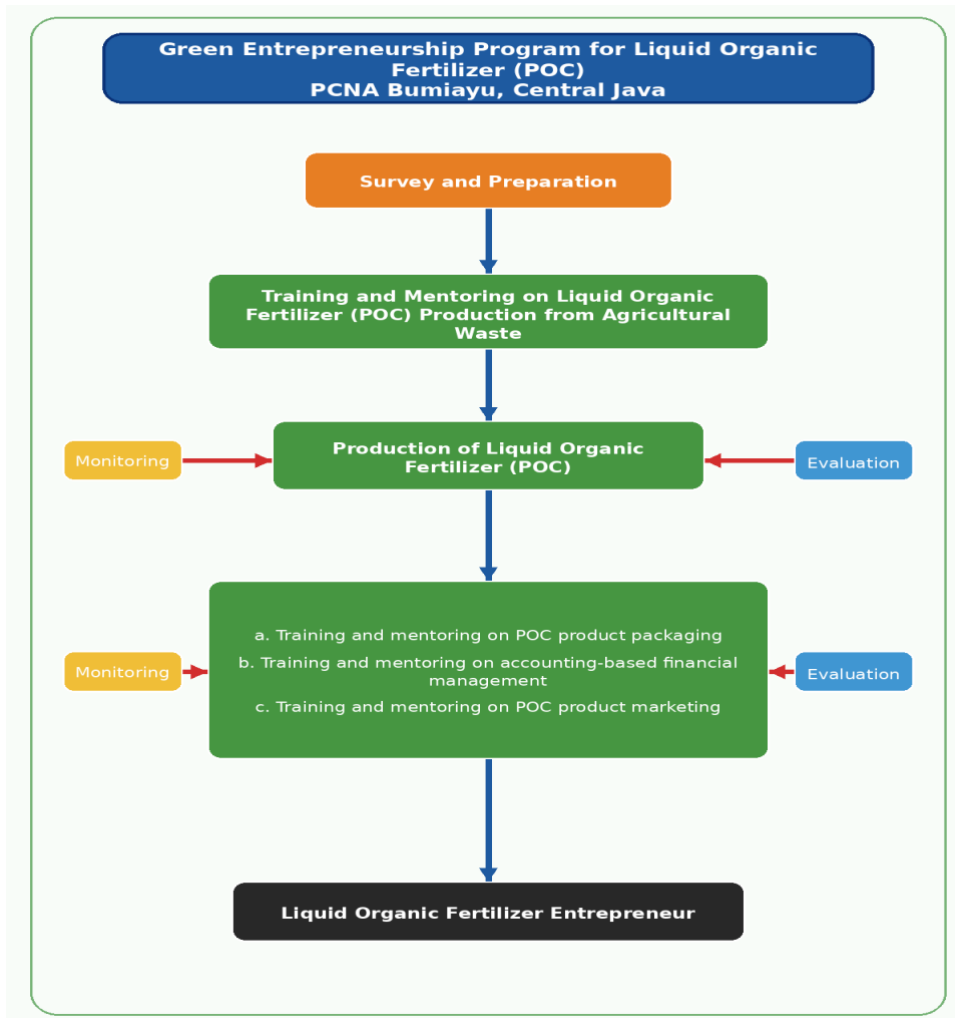 Green Entrepreneurship Program for Liquid Organic
Fertilizer (POC)
PCNA Bumiayu, Central Java
Survey and Preparation
Training and Mentoring on Liquid Organic
Fertilizer (POC) Production from Agricultural
Waste
Monitoring
Production of Liquid Organic
Fertilizer (POC)
Evaluation
Monitoring
a. Training and mentoring on POC product packaging
b. Training and mentoring on accounting-based financial
management
c. Training and mentoring on POC product marketing
Evaluation
Liquid Organic Fertilizer Entrepreneur